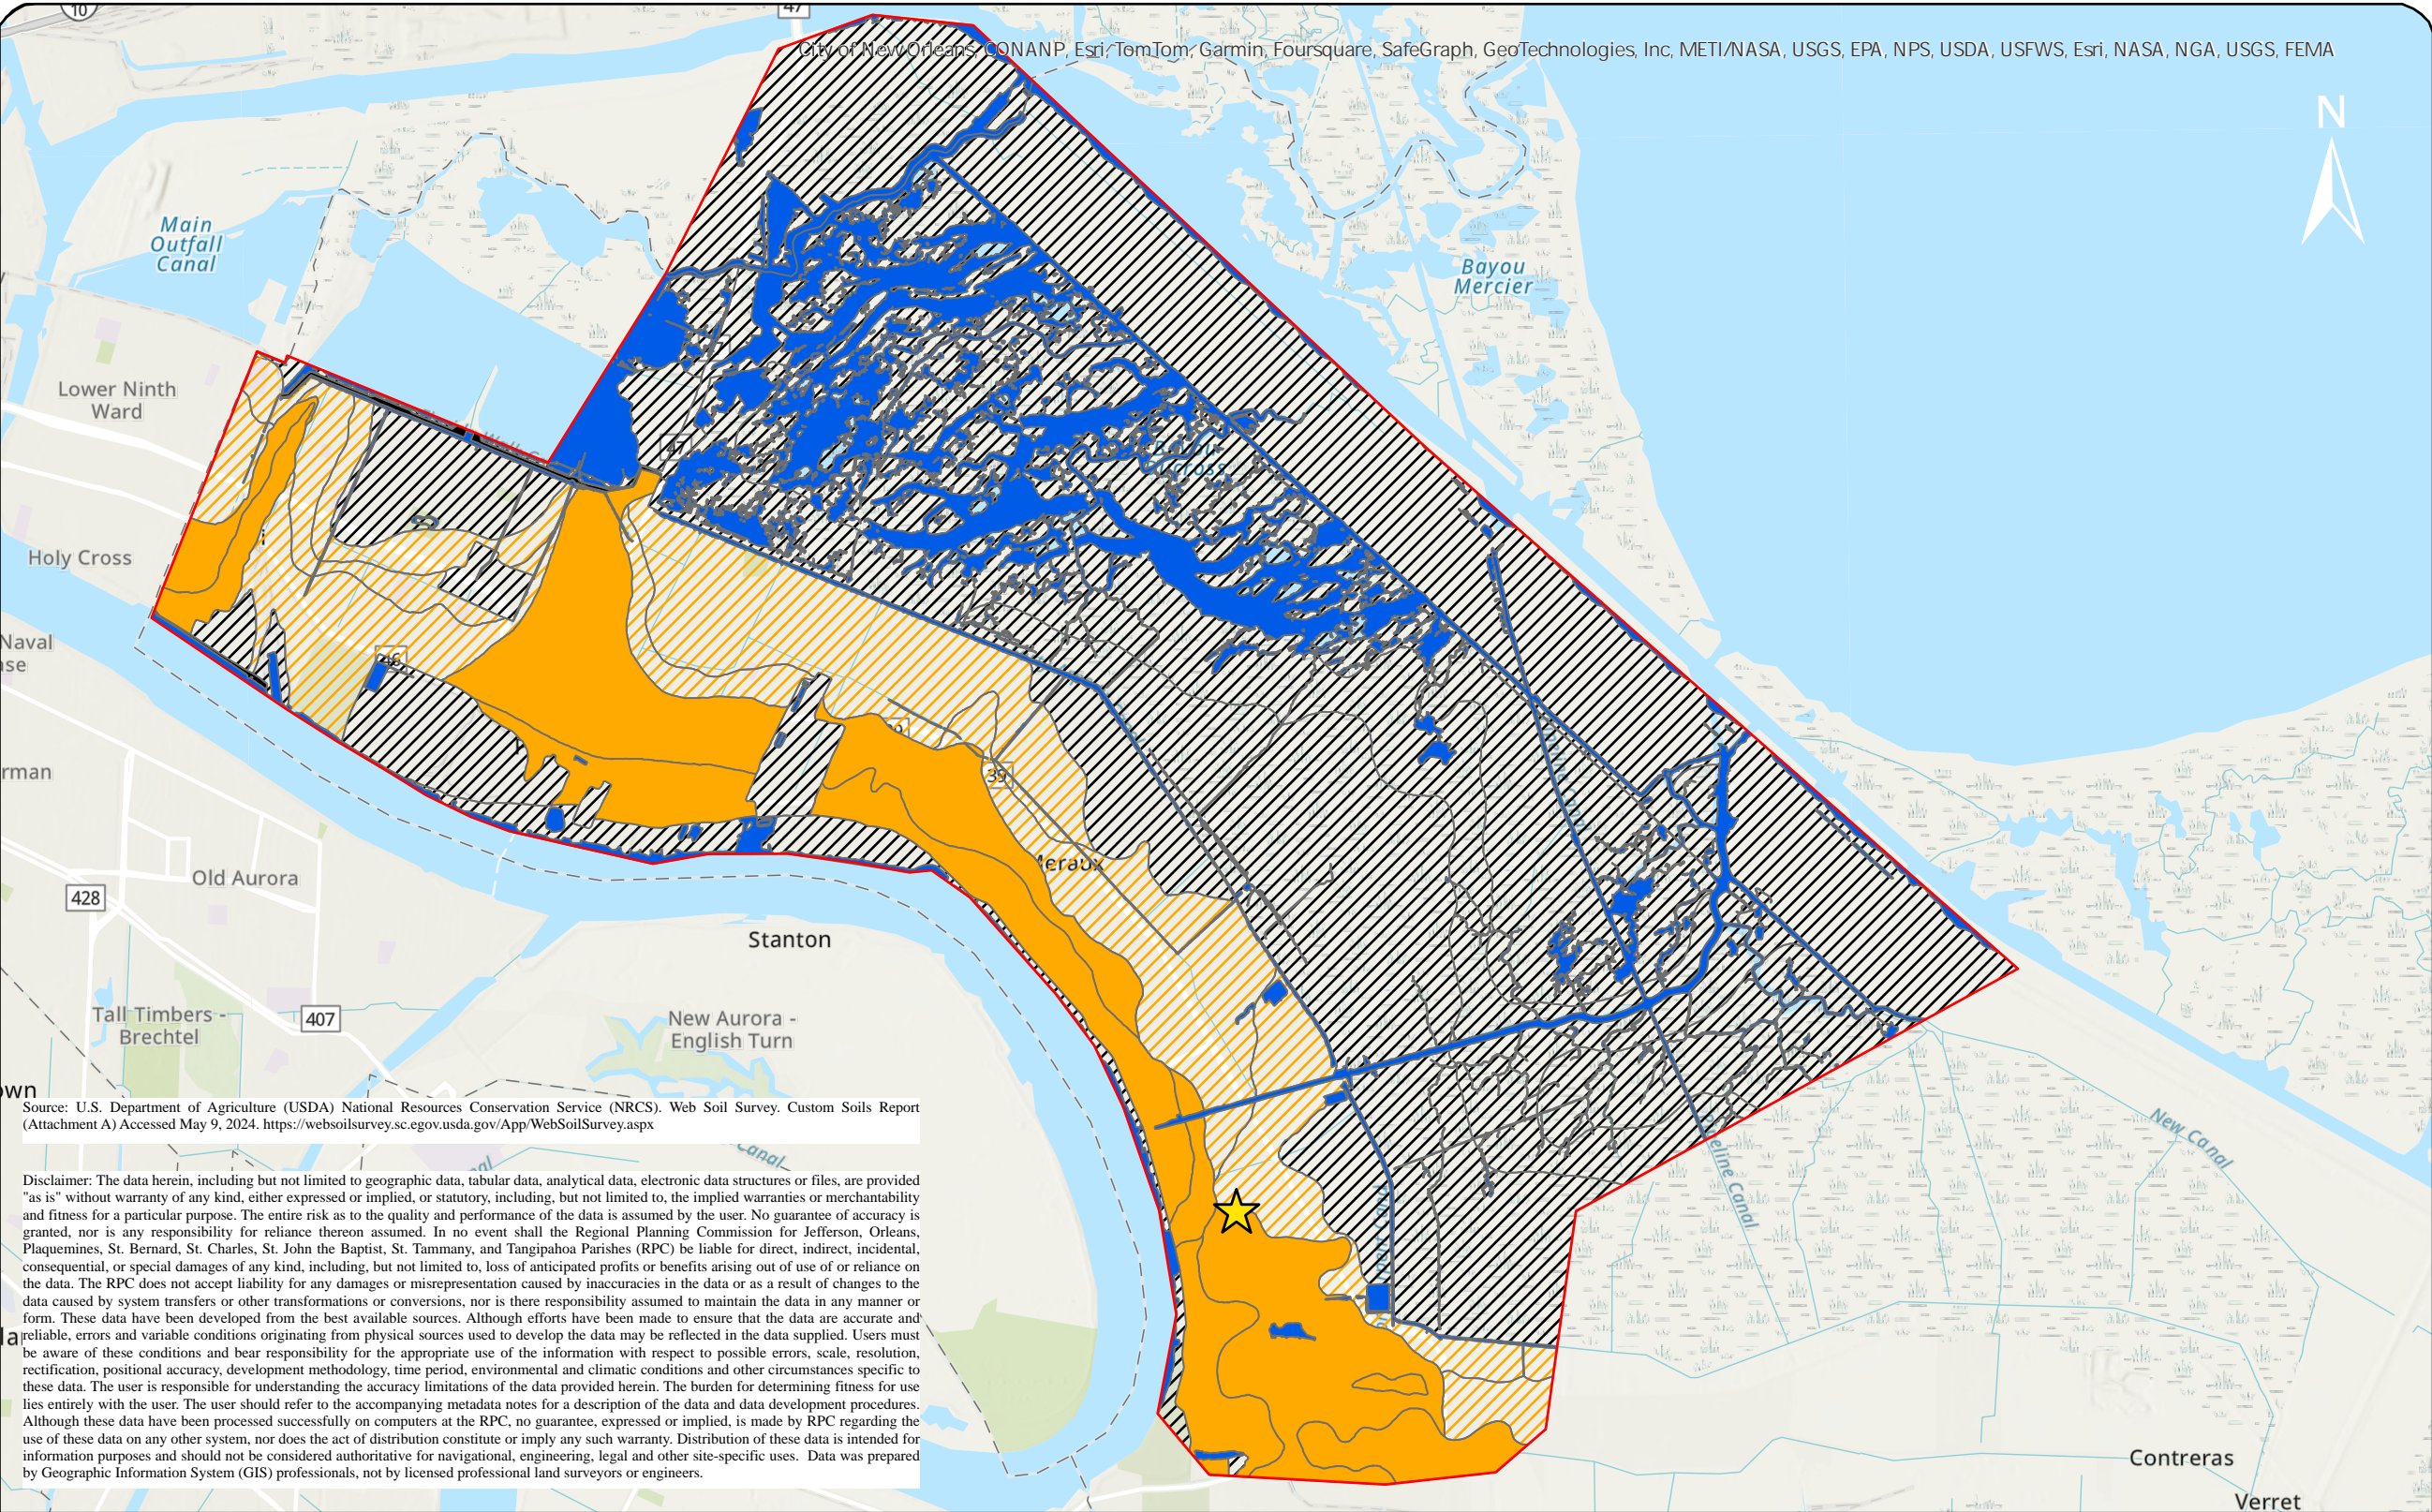 10
47
City of New Orleans, CONANP, Esri, TomTom, Garmin, Foursquare, SafeGraph, GeoTechnologies, Inc, METI/NASA, USGS, EPA, NPS, USDA, USFWS, Esri, NASA, NGA, USGS, FEMA
N
Main
Outfall
Canal
Bayou
Mercier
Lower Ninth
Ward
47
Bayou
Ducross
Holy Cross
Naval
ase
46
39
rman
Meraux
Old Aurora
428
Stanton
Tall Timbers -
Brechtel
407
New Aurora -
English Turn
own
Source: U.S. Department of Agriculture (USDA) National Resources Conservation Service (NRCS). Web Soil Survey. Custom Soils Report
(Attachment A) Accessed May 9, 2024. https://websoilsurvey.sc.egov.usda.gov/App/WebSoilSurvey.aspx
Canal
New Canal
eline Canal
Disclaimer: The data herein, including but not limited to geographic data, tabular data, analytical data, electronic data structures or files, are provided
"as is" without warranty of any kind, either expressed or implied, or statutory, including, but not limited to, the implied warranties or merchantability
and fitness for a particular purpose. The entire risk as to the quality and performance of the data is assumed by the user. No guarantee of accuracy is
granted, nor is any responsibility for reliance thereon assumed. In no event shall the Regional Planning Commission for Jefferson, Orleans,
Plaquemines, St. Bernard, St. Charles, St. John the Baptist, St. Tammany, and Tangipahoa Parishes (RPC) be liable for direct, indirect, incidental,
consequential, or special damages of any kind, including, but not limited to, loss of anticipated profits or benefits arising out of use of or reliance on
the data. The RPC does not accept liability for any damages or misrepresentation caused by inaccuracies in the data or as a result of changes to the
data caused by system transfers or other transformations or conversions, nor is there responsibility assumed to maintain the data in any manner or
form. These data have been developed from the best available sources. Although efforts have been made to ensure that the data are accurate and
reliable, errors and variable conditions originating from physical sources used to develop the data may be reflected in the data supplied. Users must
be aware of these conditions and bear responsibility for the appropriate use of the information with respect to possible errors, scale, resolution,
rectification, positional accuracy, development methodology, time period, environmental and climatic conditions and other circumstances specific to
these data. The user is responsible for understanding the accuracy limitations of the data provided herein. The burden for determining fitness for use
lies entirely with the user. The user should refer to the accompanying metadata notes for a description of the data and data development procedures.
Although these data have been processed successfully on computers at the RPC, no guarantee, expressed or implied, is made by RPC regarding the
use of these data on any other system, nor does the act of distribution constitute or imply any such warranty. Distribution of these data is intended for
information purposes and should not be considered authoritative for navigational, engineering, legal and other site-specific uses. Data was prepared
by Geographic Information System (GIS) professionals, not by licensed professional land surveyors or engineers.
Contreras
Verret